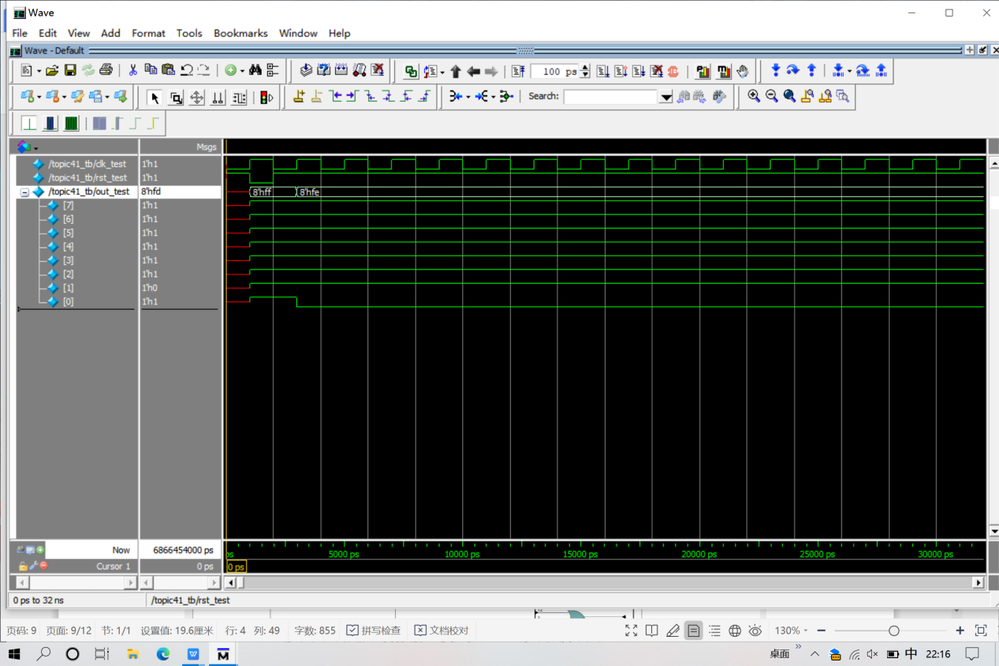 Wave
File Edit View Add Format Tools Bookmarks Window Help
Wave - Default
100 ps
Search:
Msgs
/topic41_tb/clk_test 1'h1
/topic41_tb/rst_test 1'h1
/topic41_tb/out_test 8'hfd 8'hff 8'hfe
[7] 1'h1
[6] 1'h1
[5] 1'h1
[4] 1'h1
[3] 1'h1
[2] 1'h1
[1] 1'h0
[0] 1'h1
Now 6866454000 ps ps 5000 ps 10000 ps 15000 ps 20000 ps 25000 ps 30000 ps
Cursor 1 0 ps 0 ps
0 ps to 32 ns /topic41_tb/rst_test
页码: 9 页面: 9/12 节: 1/1 设置值: 19.6厘米 行: 4 列: 49 字数: 855 拼写检查 文档校对 130%
桌面 中 22:16